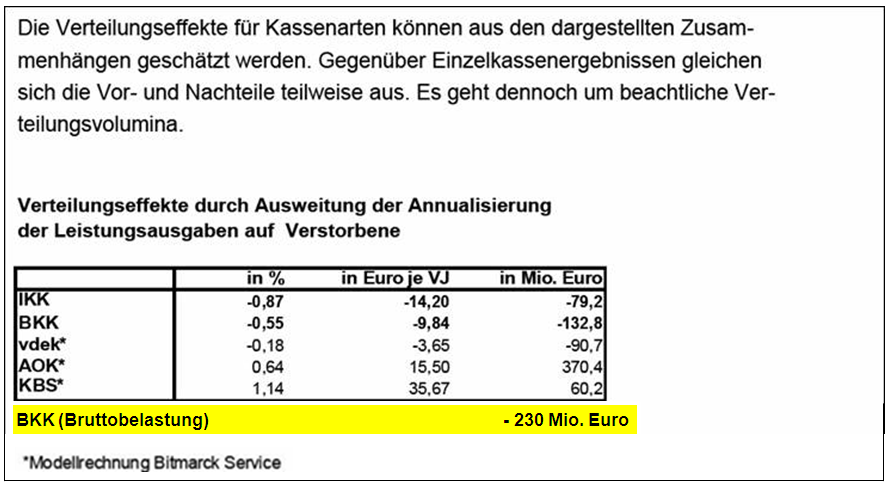 Die Verteilungseffekte für Kassenarten können aus den dargestellten Zusam-
menhängen geschätzt werden. Gegenüber Einzelkassenergebnissen gleichen
sich die Vor- und Nachteile teilweise aus. Es geht dennoch um beachtliche Ver-
teilungsvolumina.
Verteilungseffekte durch Ausweitung der Annualisierung
der Leistungsausgaben auf Verstorbene
in % in Euro je VJ in Mio. Euro
IKK -0,87 -14,20 -79,2
BKK -0,55 -9,84 -132,8
vdek* -0,18 -3,65 -90,7
AOK* 0,64 15,50 370,4
KBS* 1,14 35,67 60,2
BKK (Bruttobelastung) - 230 Mio. Euro
*Modellrechnung Bitmarck Service